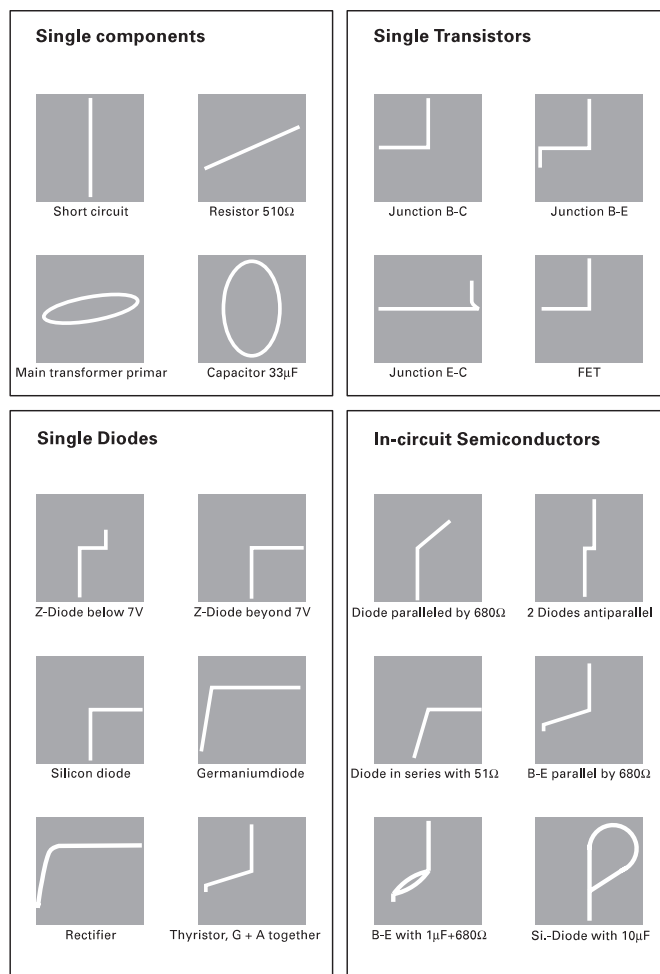 Single components
Short circuit
Resistor 510Ω
Main transformer primar
Capacitor 33μF
Single Transistors
Junction B-C
Junction B-E
Junction E-C
FET
Single Diodes
Z-Diode below 7V
Z-Diode beyond 7V
Silicon diode
Germaniumdiode
Rectifier
Thyristor, G + A together
In-circuit Semiconductors
Diode paralleled by 680Ω
2 Diodes antiparallel
Diode in series with 51Ω
B-E parallel by 680Ω
B-E with 1μF+680Ω
Si.-Diode with 10μF